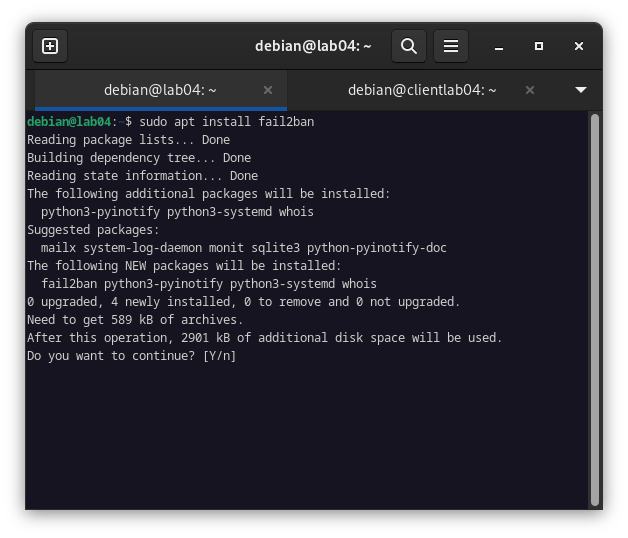 debian@lab04: ~
debian@lab04: ~
debian@clientlab04: ~
debian@lab04:~$ sudo apt install fail2ban
Reading package lists... Done
Building dependency tree... Done
Reading state information... Done
The following additional packages will be installed:
  python3-pyinotify python3-systemd whois
Suggested packages:
  mailx system-log-daemon monit sqlite3 python-pyinotify-doc
The following NEW packages will be installed:
  fail2ban python3-pyinotify python3-systemd whois
0 upgraded, 4 newly installed, 0 to remove and 0 not upgraded.
Need to get 589 kB of archives.
After this operation, 2901 kB of additional disk space will be used.
Do you want to continue? [Y/n]